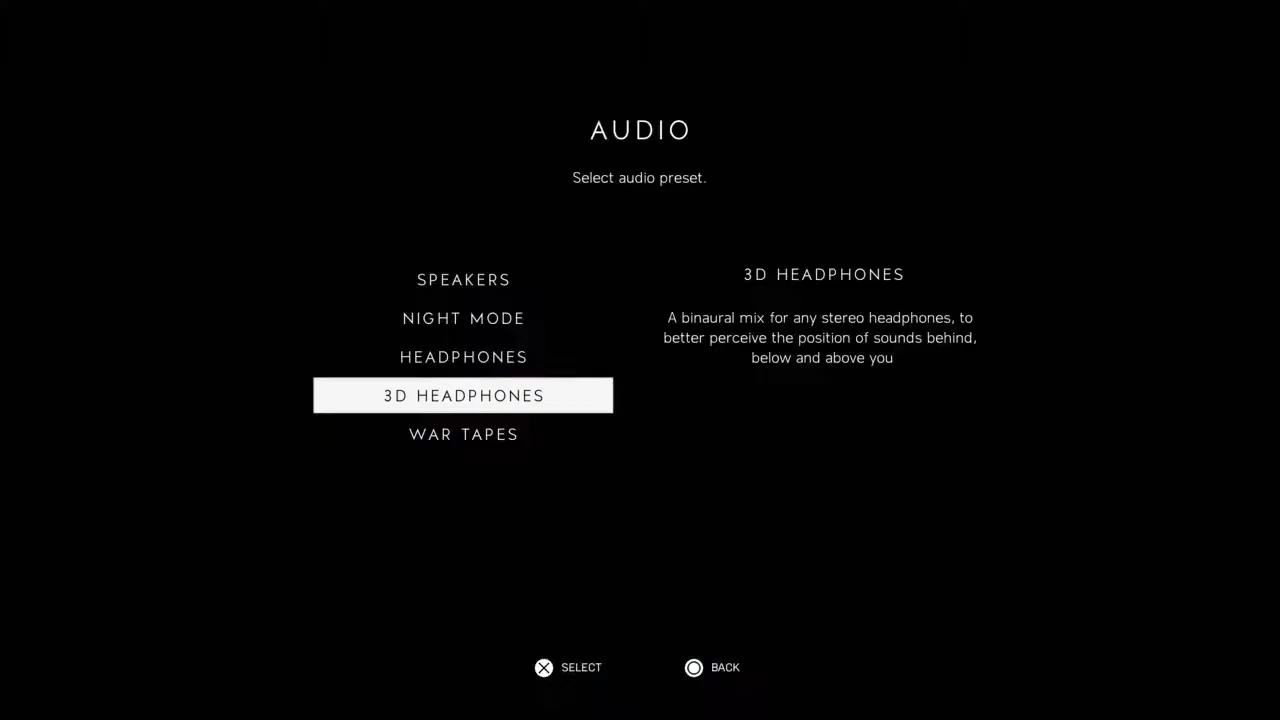 AUDIO
Select audio preset.
SPEAKERS
NIGHT MODE
HEADPHONES
3D HEADPHONES
WAR TAPES
3D HEADPHONES
A binaural mix for any stereo headphones, to
better perceive the position of sounds behind,
below and above you
SELECT
BACK